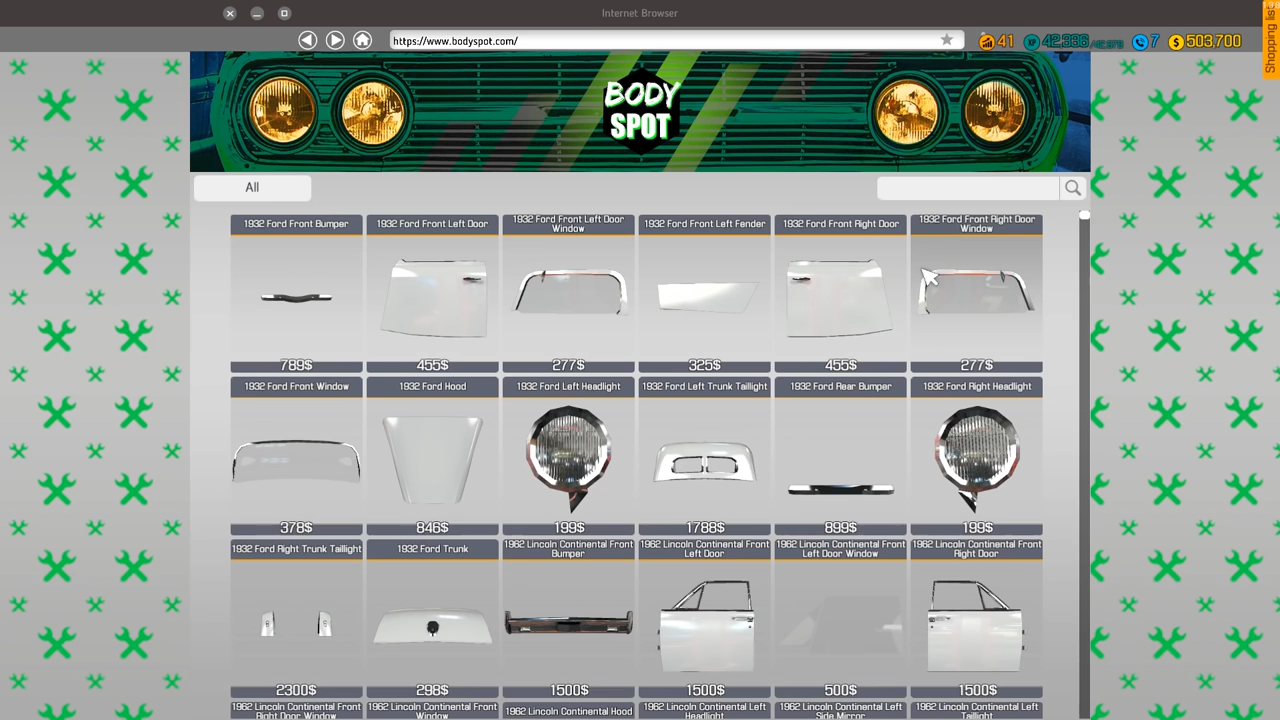 Internet Browser
Shopping list
https://www.bodyspot.com/
41
XP
42,336
7
$
503,700
BODY
SPOT
All
1932 Ford Front Bumper
1932 Ford Front Left Door
1932 Ford Front Left Door
Window
1932 Ford Front Left Fender
1932 Ford Front Right Door
1932 Ford Front Right Door
Window
789$
455$
277$
325$
455$
277$
1932 Ford Front Window
1932 Ford Hood
1932 Ford Left Headlight
1932 Ford Left Trunk Taillight
1932 Ford Rear Bumper
1932 Ford Right Headlight
378$
846$
199$
1788$
899$
199$
1932 Ford Right Trunk Taillight
1932 Ford Trunk
1962 Lincoln Continental Front
Bumper
1962 Lincoln Continental Front
Left Door
1962 Lincoln Continental Front
Left Door Window
1962 Lincoln Continental Front
Right Door
2300$
298$
1500$
1500$
500$
1500$
1962 Lincoln Continental Front
Right Door Window
1962 Lincoln Continental Front
Window
1962 Lincoln Continental Hood
1962 Lincoln Continental Left
Headlight
1962 Lincoln Continental Left
Side Mirror
1962 Lincoln Continental Left
Taillight